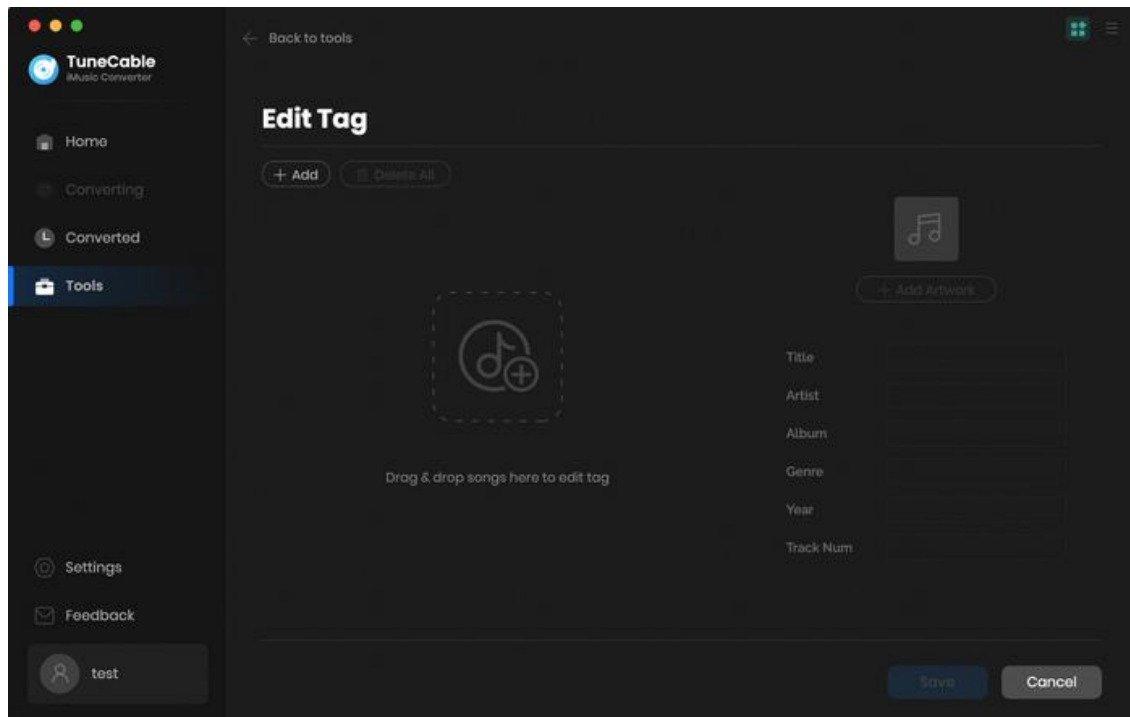 TuneCable
iMusic Converter
Home
Converting
Converted
Tools
Settings
Feedback
test
Back to tools
Edit Tag
+ Add
Delete All
Drag & drop songs here to edit tag
+ Add Artwork
Title
Artist
Album
Genre
Year
Track Num
Save
Cancel